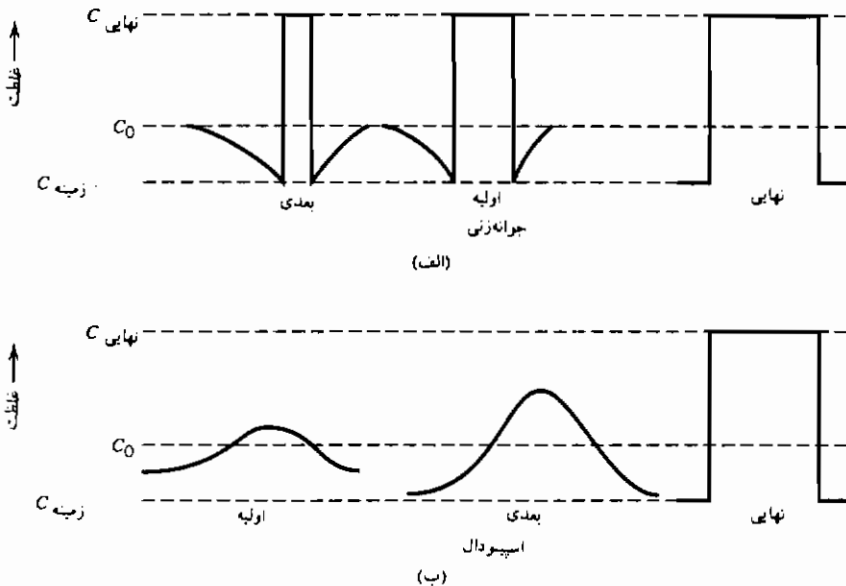 C نهایی
غلظت
C₀
C زمینه
بعدی
اولیه
نهایی
جوانه‌زنی
(الف)
C نهایی
غلظت
C₀
C زمینه
اولیه
بعدی
نهایی
اسپینودال
(ب)